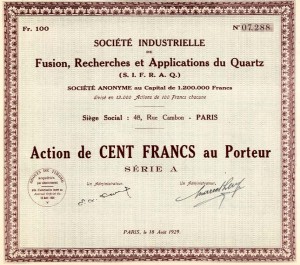 Fr. 100
N° 07,288
SOCIÉTÉ INDUSTRIELLE
DE
Fusion, Recherches et Applications du Quartz
(S. I. F. R. A. Q.)
SOCIÉTÉ ANONYME au Capital de 1.200.000 Francs
divisé en 12.000 Actions de 100 Francs chacune
Siège Social : 48, Rue Cambon - PARIS
Action de CENT FRANCS au Porteur
SÉRIE A
Un Administrateur,
Un Administrateur,
PARIS, le 18 Août 1929